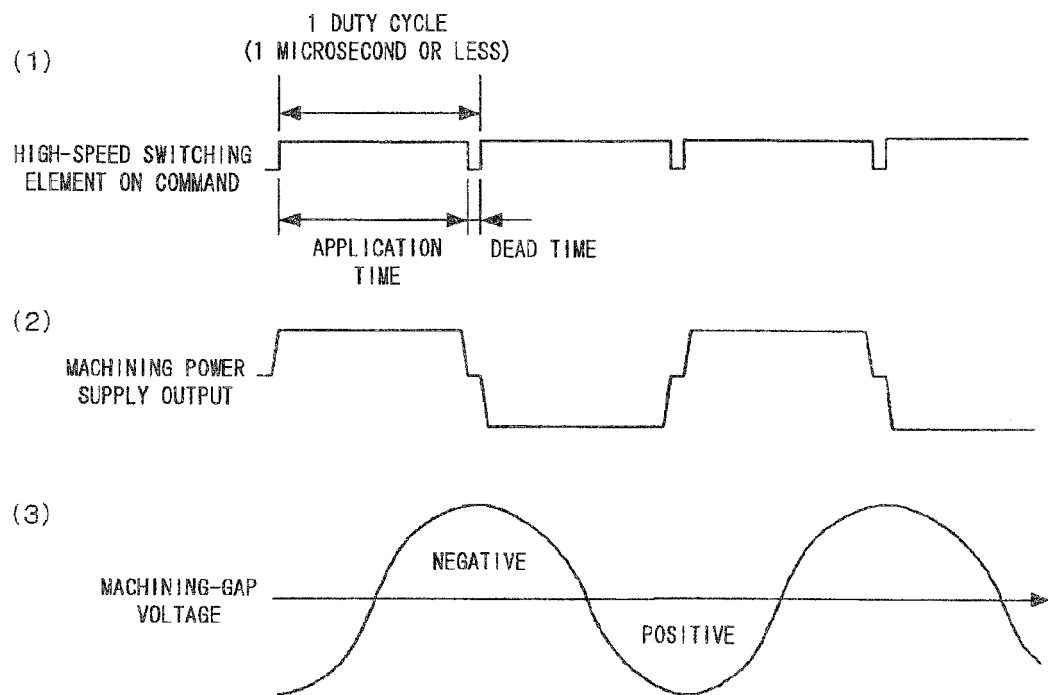 1 DUTY CYCLE
(1 MICROSECOND OR LESS)
(1)
HIGH-SPEED SWITCHING
ELEMENT ON COMMAND
APPLICATION
TIME
DEAD TIME
(2)
MACHINING POWER
SUPPLY OUTPUT
(3)
NEGATIVE
MACHINING-GAP
VOLTAGE
POSITIVE